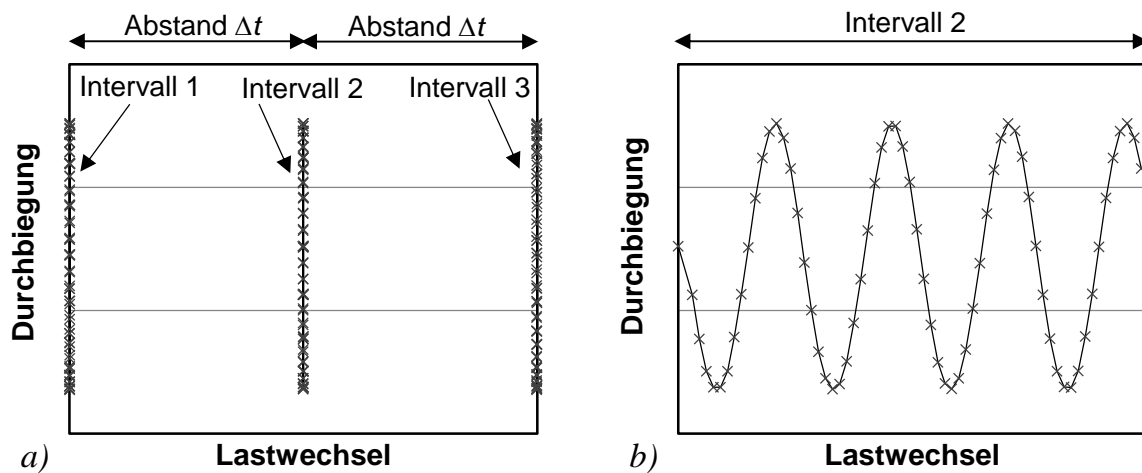 Abstand Δt
Abstand Δt
Intervall 1
Intervall 2
Intervall 3
Durchbiegung
Lastwechsel
a)
Intervall 2
Durchbiegung
Lastwechsel
b)